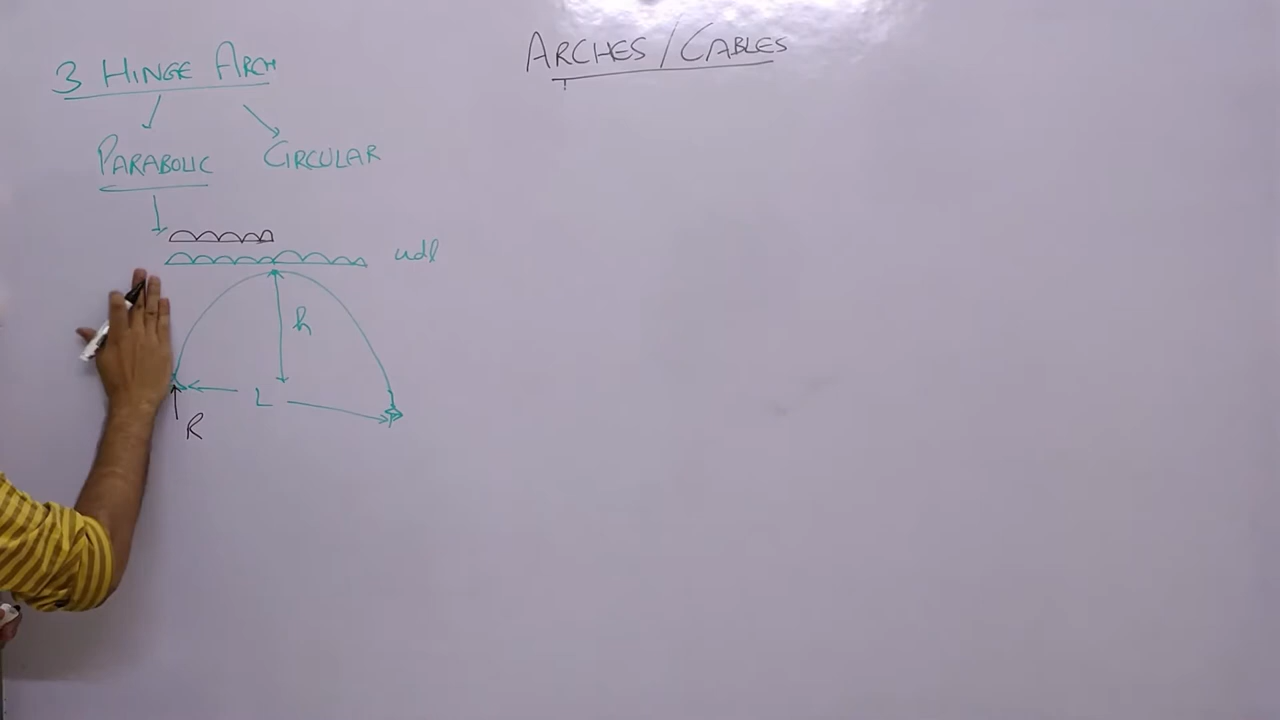 ARCHES / CABLES
3 HINGE ARCH
PARABOLIC CIRCULAR
udl
h
L
R